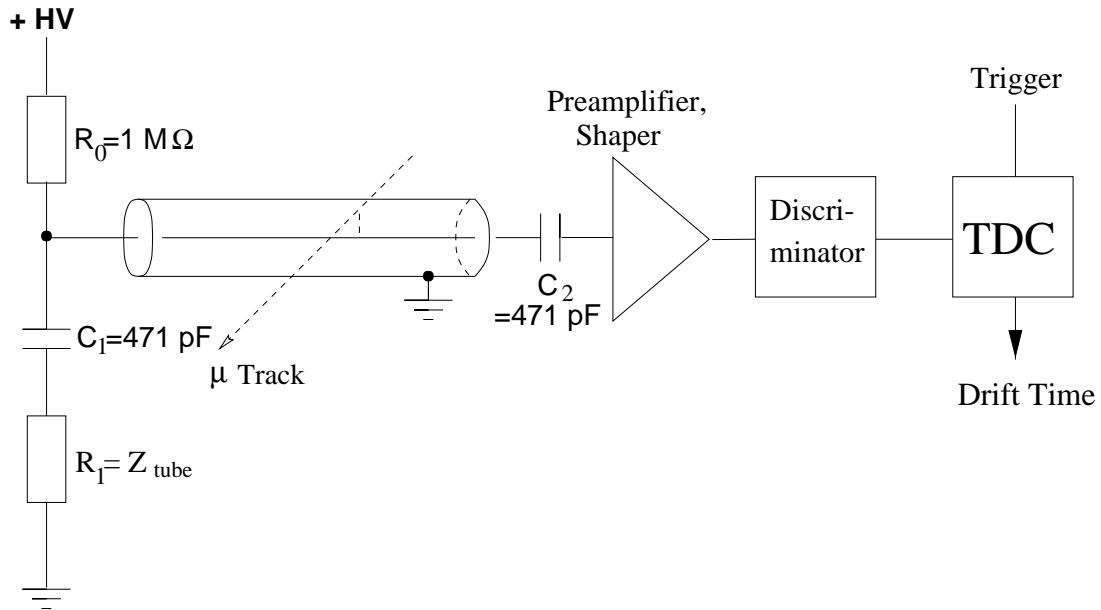 + HV
R0=1 MΩ
C1=471 pF
R1= Z tube
μ Track
C2
=471 pF
Preamplifier,
Shaper
Discri-
minator
Trigger
TDC
Drift Time